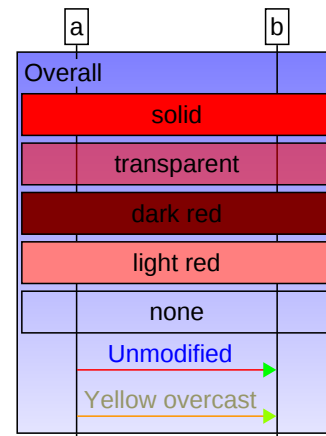 a b
Overall
solid
transparent
dark red
light red
none
Unmodified
Yellow overcast